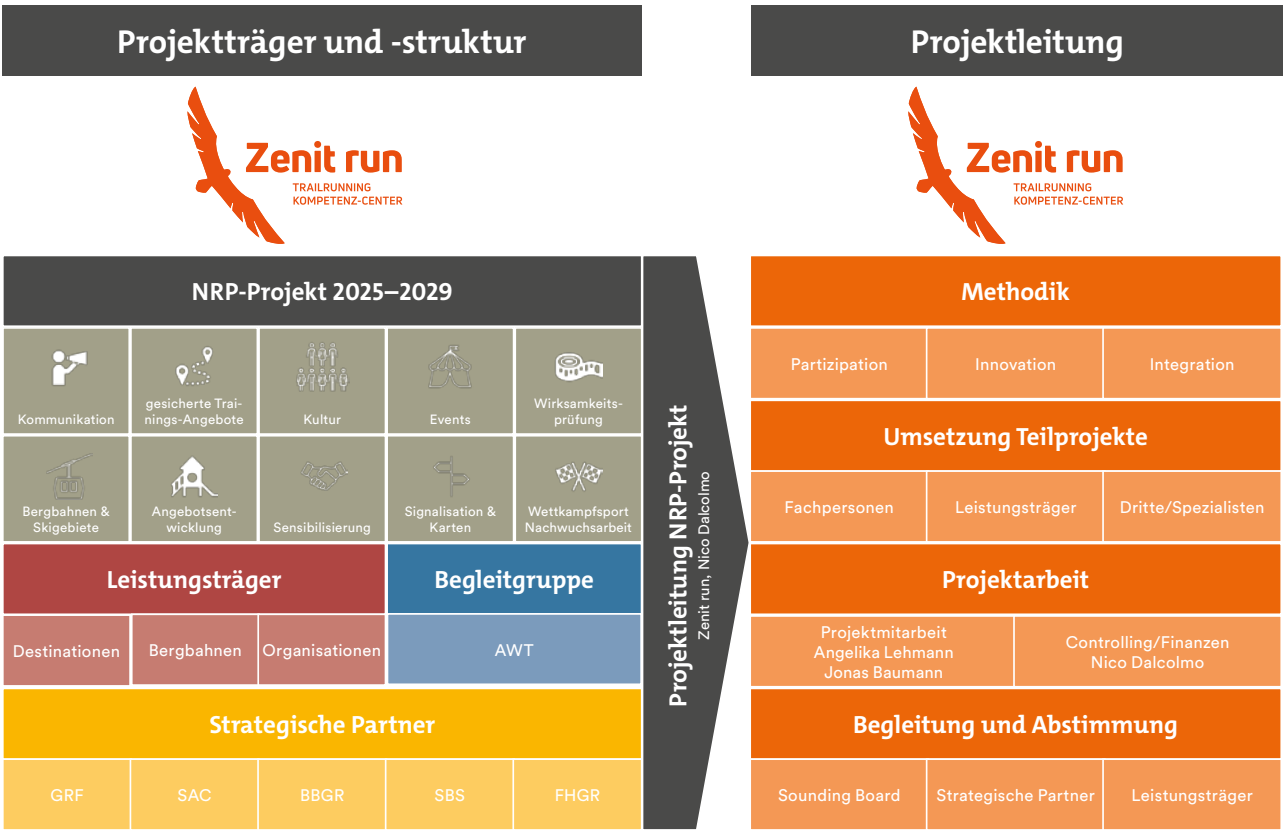 Projektträger und -struktur
Zenit run
TRAILRUNNING
KOMPETENZ-CENTER
NRP-Projekt 2025–2029
Kommunikation
gesicherte Trai-
nings-Angebote
Kultur
Events
Wirksamkeits-
prüfung
Bergbahnen &
Skigebiete
Angebotsent-
wicklung
Sensibilisierung
Signalisation &
Karten
Wettkampfsport
Nachwuchsarbeit
Leistungsträger
Begleitgruppe
Destinationen
Bergbahnen
Organisationen
AWT
Strategische Partner
GRF
SAC
BBGR
SBS
FHGR
Projektleitung NRP-Projekt
Zenit run, Nico Dalcolmo
Projektleitung
Zenit run
TRAILRUNNING
KOMPETENZ-CENTER
Methodik
Partizipation
Innovation
Integration
Umsetzung Teilprojekte
Fachpersonen
Leistungsträger
Dritte/Spezialisten
Projektarbeit
Projektmitarbeit
Angelika Lehmann
Jonas Baumann
Controlling/Finanzen
Nico Dalcolmo
Begleitung und Abstimmung
Sounding Board
Strategische Partner
Leistungsträger